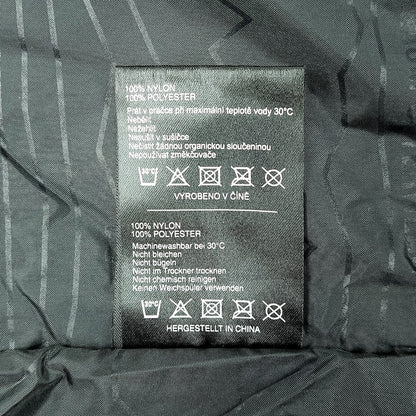 100% NYLON
100% POLYESTER
Prát v pračce při maximální teplotě vody 30°C
Nebělit
Nežehlit
Nesušit v sušičce
Nečistit žádnou organickou sloučeninou
Nepoužívat změkčovače
30°C
VYROBENO V ČÍNĚ
100% NYLON
100% POLYESTER
Machinewashbar bei 30°C
Nicht bleichen
Nicht bügeln
Nicht im Trockner trocknen
Nicht chemisch reinigen
Keinen Weichspüler verwenden
30°C
HERGESTELLT IN CHINA